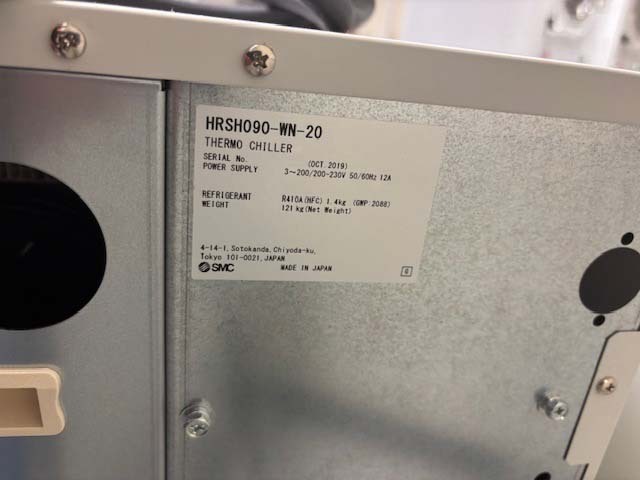 HRSH090-WN-20
THERMO CHILLER
SERIAL No. (OCT. 2019)
POWER SUPPLY 3~200/200-230V 50/60Hz 12A
REFRIGERANT R410A(HFC) 1.4kg (GWP:2088)
WEIGHT 121kg(Net Weight)
4-14-1, Sotokanda, Chiyoda-ku,
Tokyo 101-0021, JAPAN
SMC MADE IN JAPAN